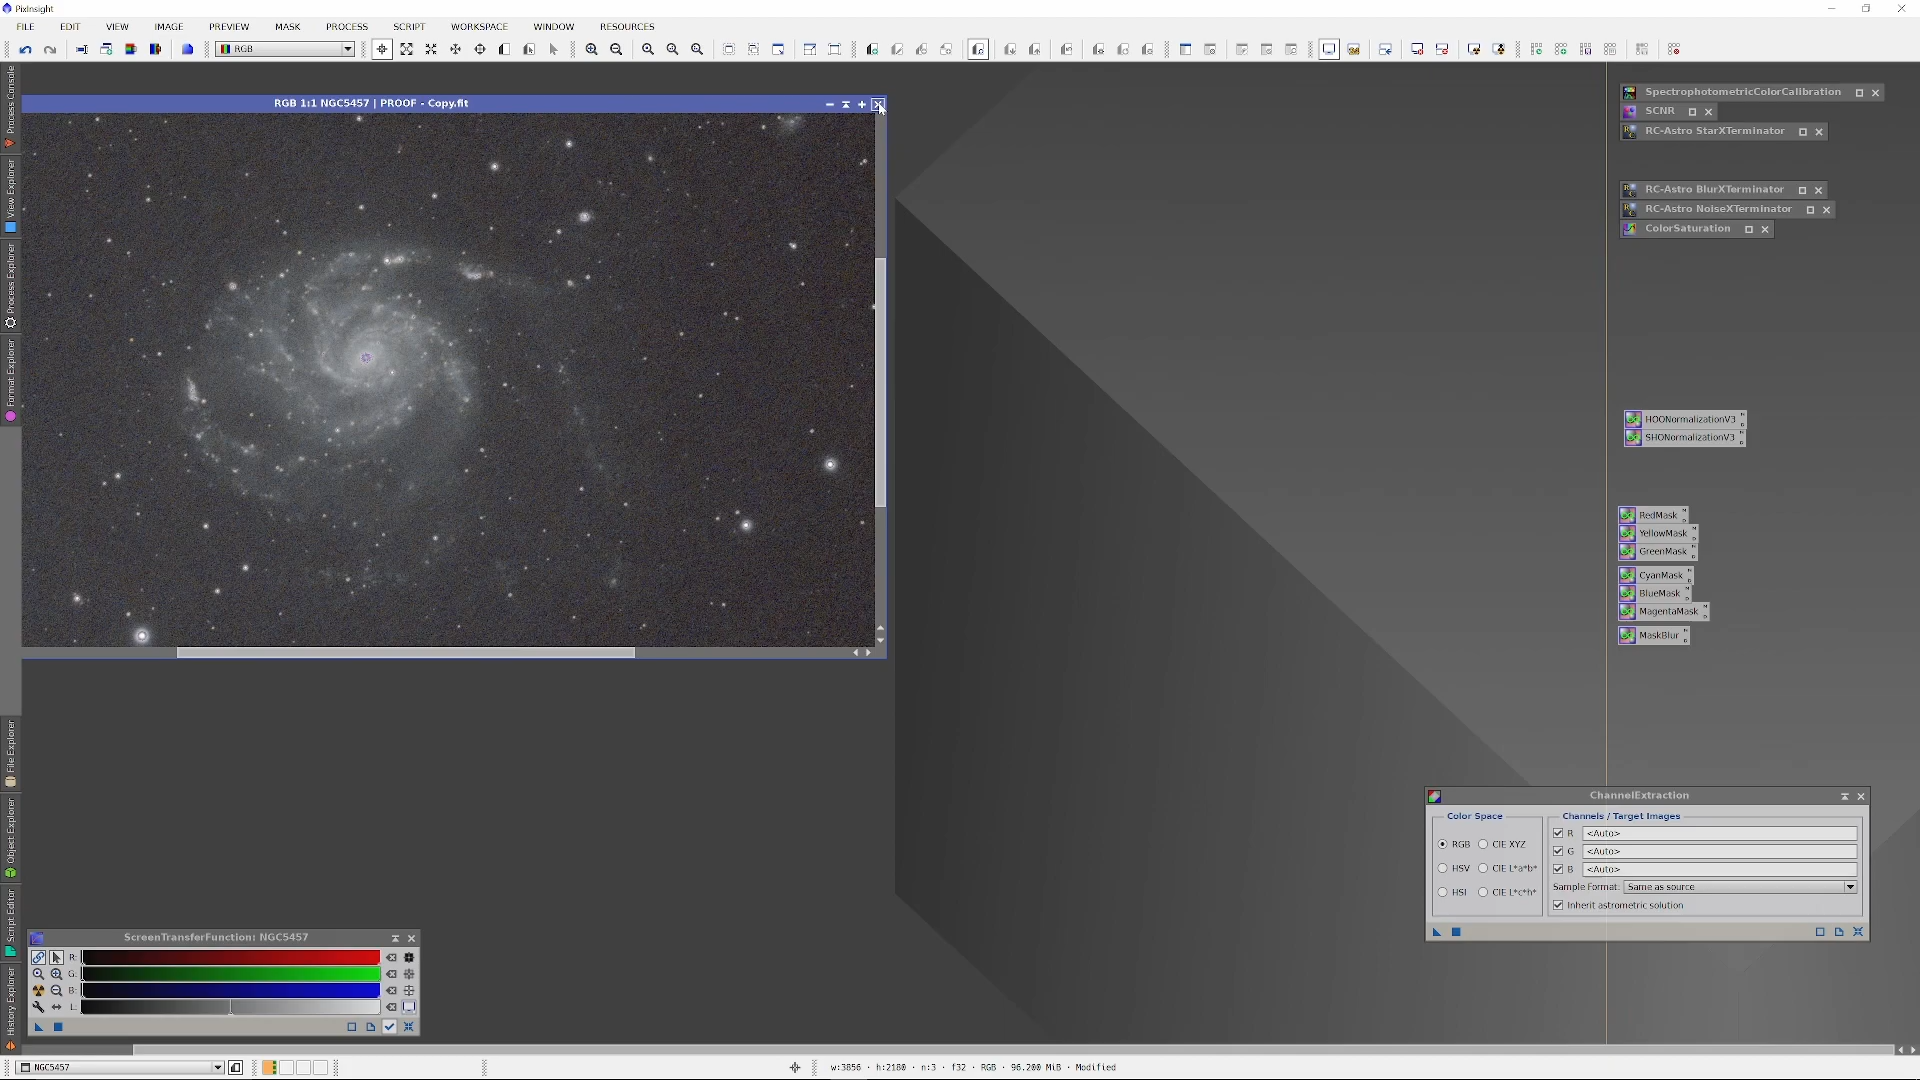 PixInsight
FILE EDIT VIEW IMAGE PREVIEW MASK PROCESS SCRIPT WORKSPACE WINDOW RESOURCES
RGB
Process Console
View Explorer
Process Explorer
Format Explorer
File Explorer
Object Explorer
Script Editor
History Explorer
RGB 1:1 NGC5457 | PROOF - Copy.fit
SpectrophotometricColorCalibration
SCNR
RC-Astro StarXTerminator
RC-Astro BlurXTerminator
RC-Astro NoiseXTerminator
ColorSaturation
HOONormalizationV3
SHONormalizationV3
RedMask
YellowMask
GreenMask
CyanMask
BlueMask
MagentaMask
MaskBlur
ChannelExtraction
Color Space
RGB CIE XYZ
HSV CIE L*a*b*
HSI CIE L*c*h*
Channels / Target Images
R <Auto>
G <Auto>
B <Auto>
Sample Format: Same as source
Inherit astrometric solution
ScreenTransferFunction: NGC5457
R:
G:
B:
L:
NGC5457
w:3856 · h:2180 · n:3 · f32 · RGB · 96.200 MiB · Modified